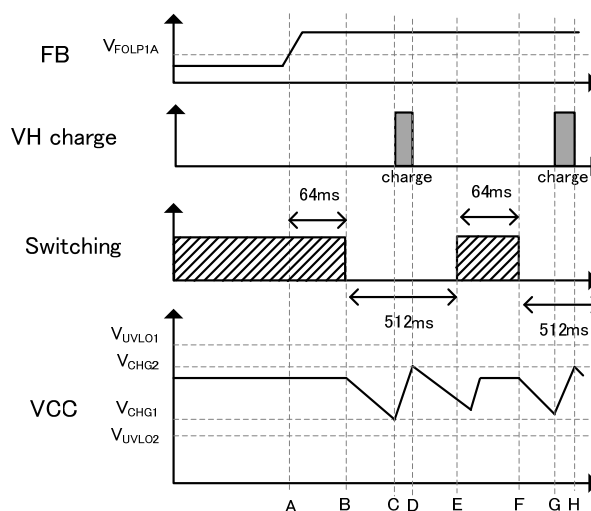 FB
VFOLP1A
VH charge
charge
charge
64ms
64ms
Switching
512ms
512ms
VUVLO1
VCHG2
VCC
VCHG1
VUVLO2
A B C D E F G H